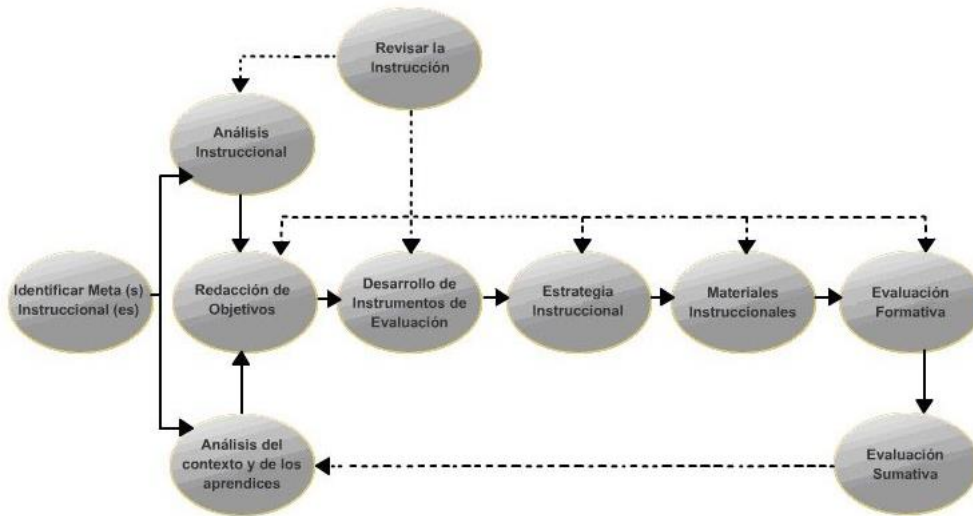 Revisar la
Instrucción
Análisis
Instruccional
Identificar Meta (s)
Instruccional (es)
Redacción de
Objetivos
Desarrollo de
Instrumentos de
Evaluación
Estrategia
Instruccional
Materiales
Instruccionales
Evaluación
Formativa
Análisis del
contexto y de los
aprendices
Evaluación
Sumativa